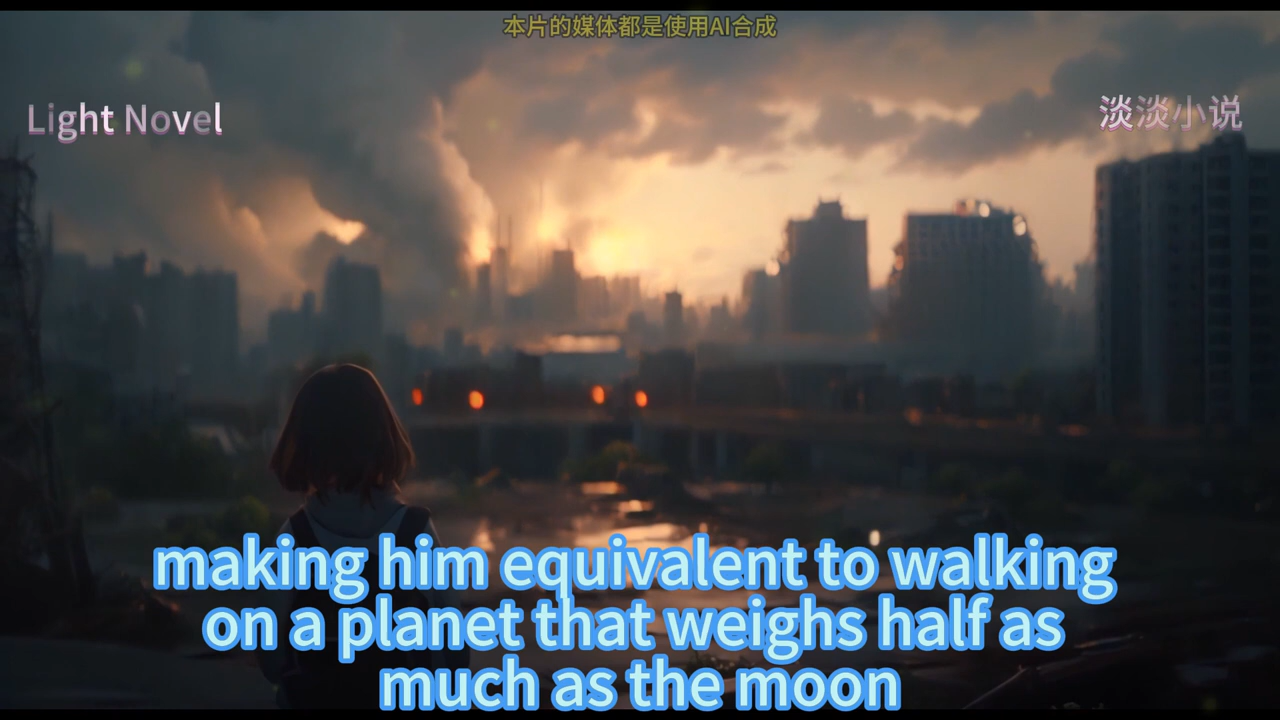 本片的媒体都是使用AI合成
Light Novel
淡淡小说
making him equivalent to walking
on a planet that weighs half as
much as the moon